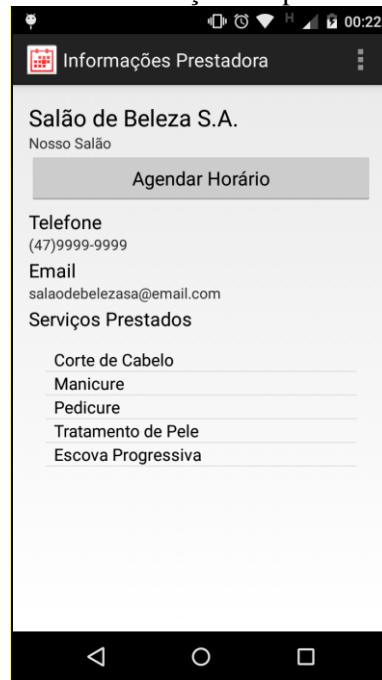 H 00:22
Informações Prestadora
Salão de Beleza S.A.
Nosso Salão
Agendar Horário
Telefone
(47)9999-9999
Email
salaodebelezasa@email.com
Serviços Prestados
Corte de Cabelo
Manicure
Pedicure
Tratamento de Pele
Escova Progressiva